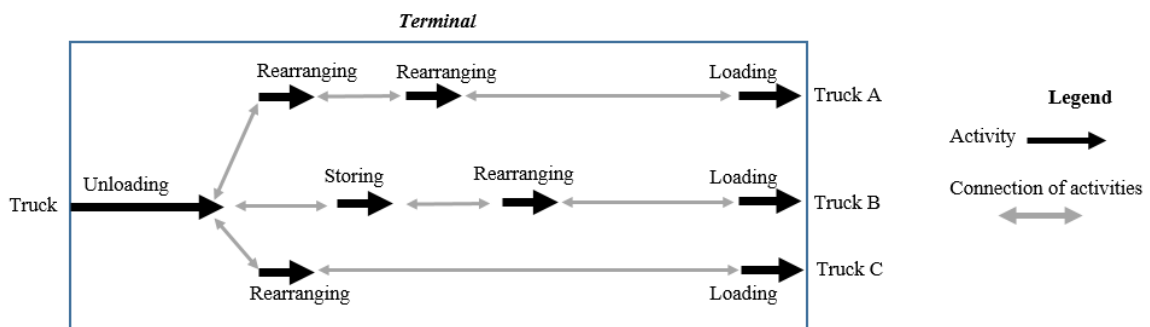 Terminal
Rearranging
Rearranging
Loading
Truck A
Legend
Activity
Unloading
Storing
Rearranging
Loading
Connection of activities
Truck
Truck B
Truck C
Rearranging
Loading